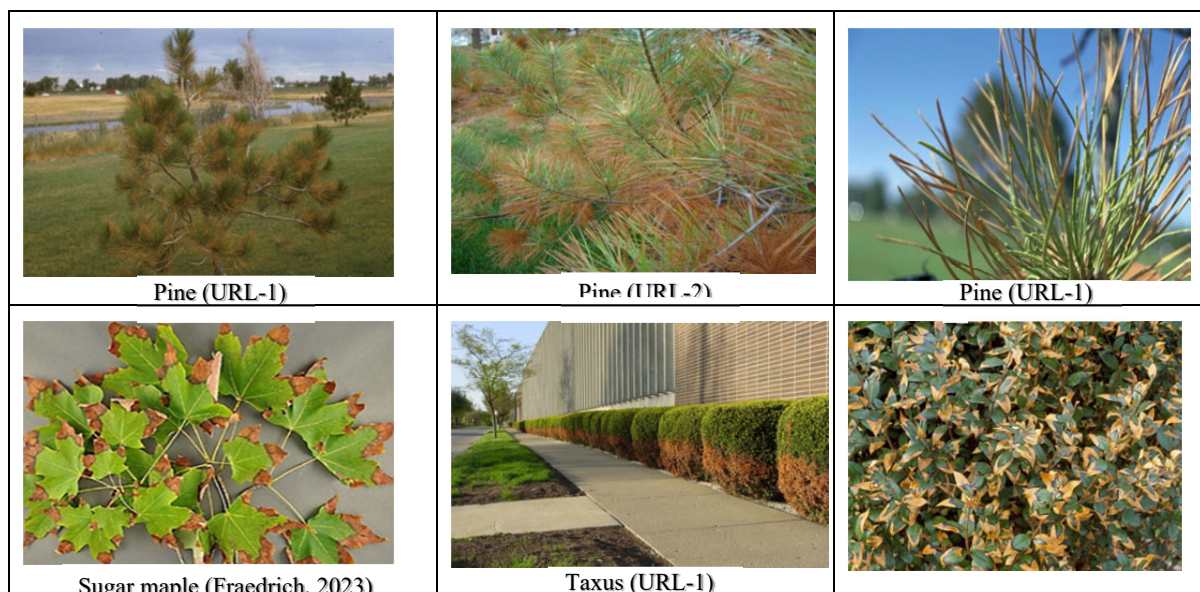 Pine (URL-1)
Pine (URL-2)
Pine (URL-1)
Sugar maple (Fraedrich, 2023)
Taxus (URL-1)